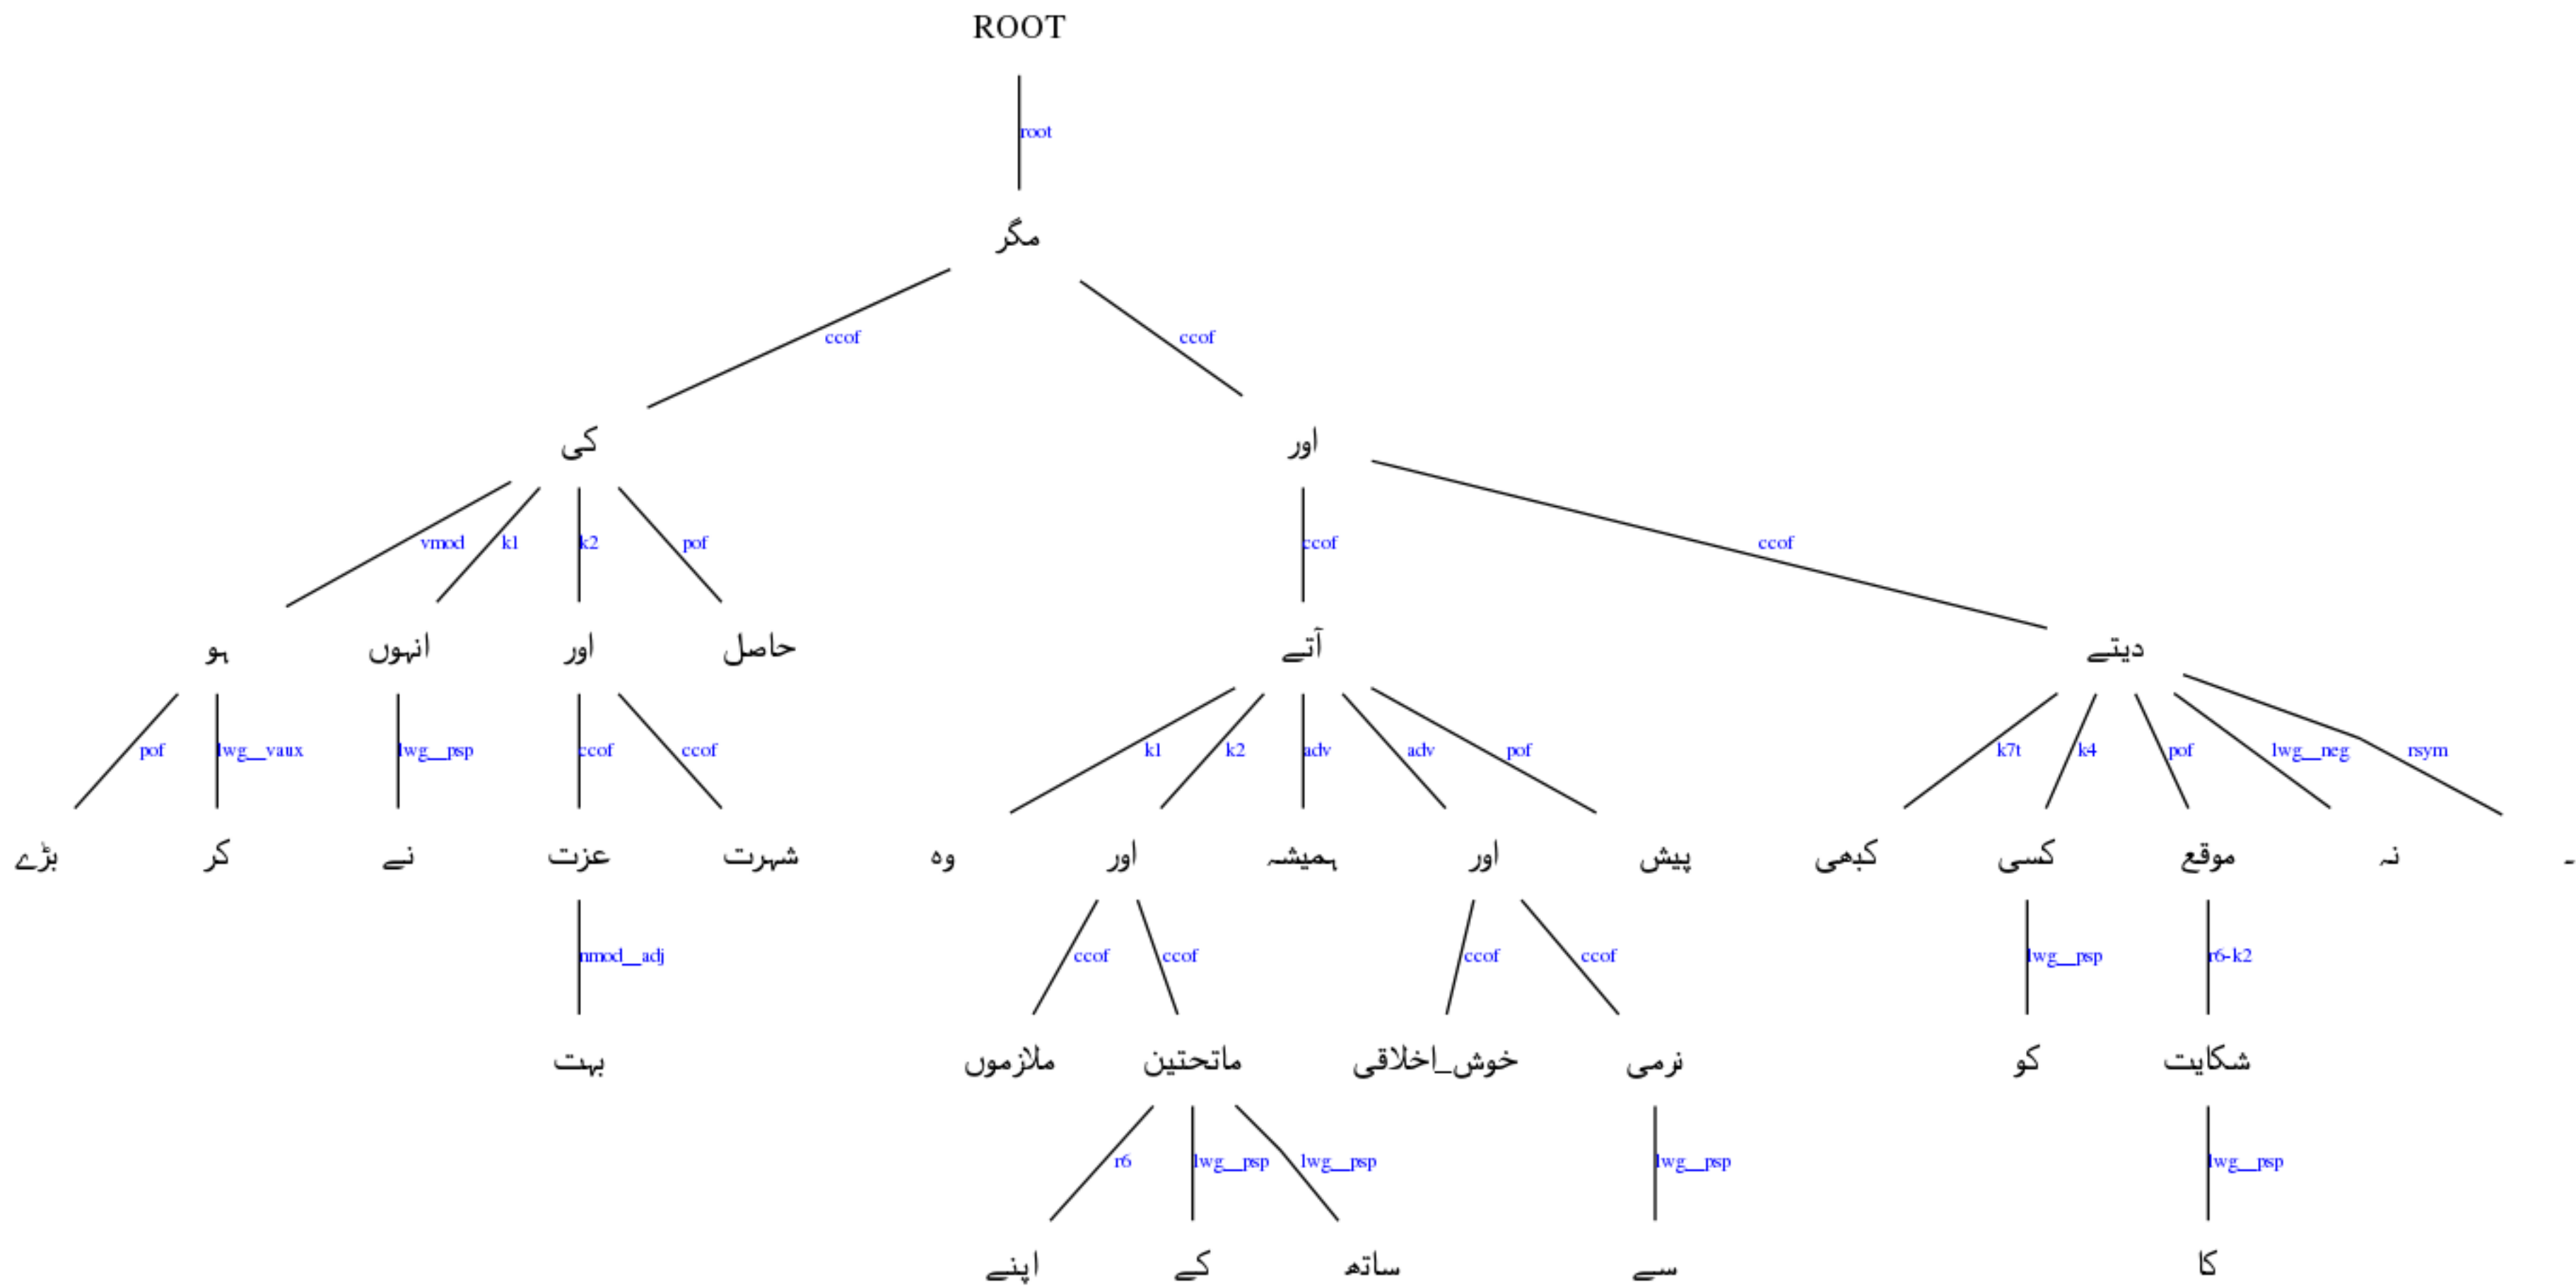 ROOT
root
مگر
ccof ccof
کی اور
vmod k1 k2 pof ccof ccof
ہو انہوں اور حاصل آتے دیتے
pof lwg__vaux lwg__psp ccof ccof k1 k2 adv adv pof k7t k4 pof lwg__neg rsym
بڑے کر نے عزت شہرت وہ اور ہمیشہ اور پیش کبھی کسی موقع نہ ۔
nmod__adj ccof ccof ccof ccof lwg__psp r6-k2
بہت ملازموں ماتحتین خوش_اخلاقی نرمی کو شکایت
r6 lwg__psp lwg__psp lwg__psp lwg__psp
اپنے کے ساتھ سے کا